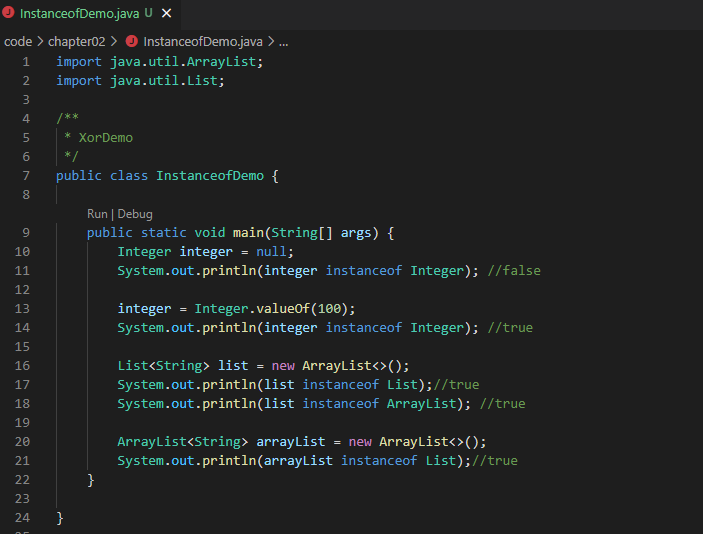 InstanceofDemo.java U ×
code > chapter02 > InstanceofDemo.java > ...
1 import java.util.ArrayList;
2 import java.util.List;
3
4 /**
5 * XorDemo
6 */
7 public class InstanceofDemo {
8
Run | Debug
9 public static void main(String[] args) {
10 Integer integer = null;
11 System.out.println(integer instanceof Integer); //false
12
13 integer = Integer.valueOf(100);
14 System.out.println(integer instanceof Integer); //true
15
16 List<String> list = new ArrayList<>();
17 System.out.println(list instanceof List);//true
18 System.out.println(list instanceof ArrayList); //true
19
20 ArrayList<String> arrayList = new ArrayList<>();
21 System.out.println(arrayList instanceof List);//true
22 }
23
24 }